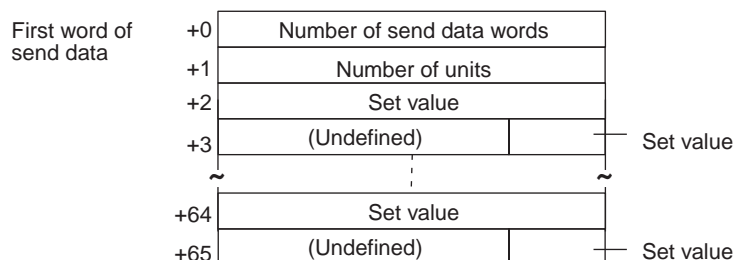 First word of
send data
+0 Number of send data words
+1 Number of units
+2 Set value
+3 (Undefined) Set value
~ ~
+64 Set value
+65 (Undefined) Set value